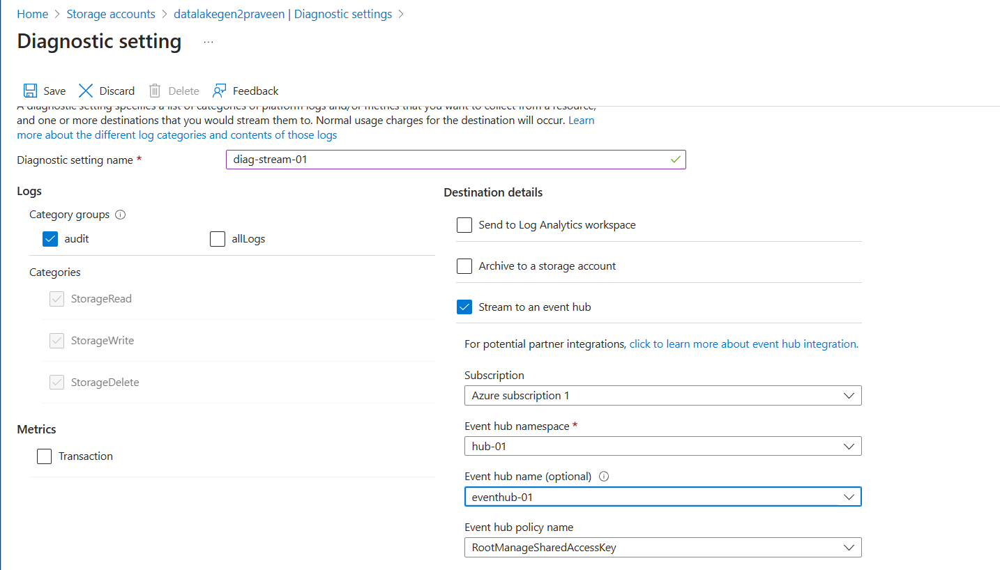 Home > Storage accounts > datalakegen2praveen | Diagnostic settings >
Diagnostic setting ...
Save Discard Delete Feedback
A diagnostic setting specifies a list of categories of platform logs and/or metrics that you want to collect from a resource,
and one or more destinations that you would stream them to. Normal usage charges for the destination will occur. Learn
more about the different log categories and contents of those logs
Diagnostic setting name *
diag-stream-01
Logs
Category groups
audit
allLogs
Categories
StorageRead
StorageWrite
StorageDelete
Metrics
Transaction
Destination details
Send to Log Analytics workspace
Archive to a storage account
Stream to an event hub
For potential partner integrations, click to learn more about event hub integration.
Subscription
Azure subscription 1
Event hub namespace *
hub-01
Event hub name (optional)
eventhub-01
Event hub policy name
RootManageSharedAccessKey